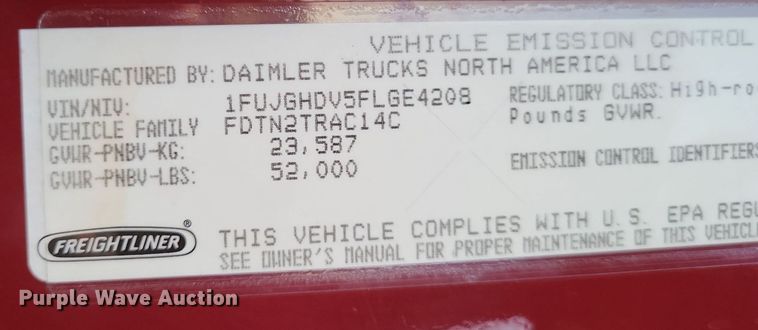 VEHICLE EMISSION CONTROL
MANUFACTURED BY: DAIMLER TRUCKS NORTH AMERICA LLC
VIN/NIV: 1FUJGHDV5FLGE4208
REGULATORY CLASS: High-ro
VEHICLE FAMILY FDTN2TRAC14C
Pounds GVWR.
GVWR-PNBV-KG: 23,587
GVWR-PNBV-LBS: 52,000
EMISSION CONTROL IDENTIFIERS
FREIGHTLINER®
THIS VEHICLE COMPLIES WITH U.S. EPA REGU
SEE OWNER'S MANUAL FOR PROPER MAINTENANCE OF THIS VEHICL
Purple Wave Auction